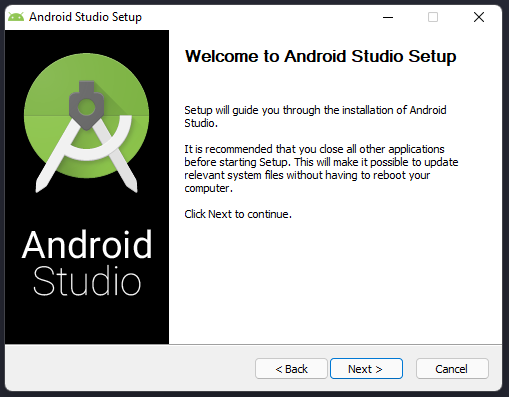 Android Studio Setup
Welcome to Android Studio Setup
Setup will guide you through the installation of Android
Studio.
It is recommended that you close all other applications
before starting Setup. This will make it possible to update
relevant system files without having to reboot your
computer.
Click Next to continue.
Android
Studio
< Back
Next >
Cancel